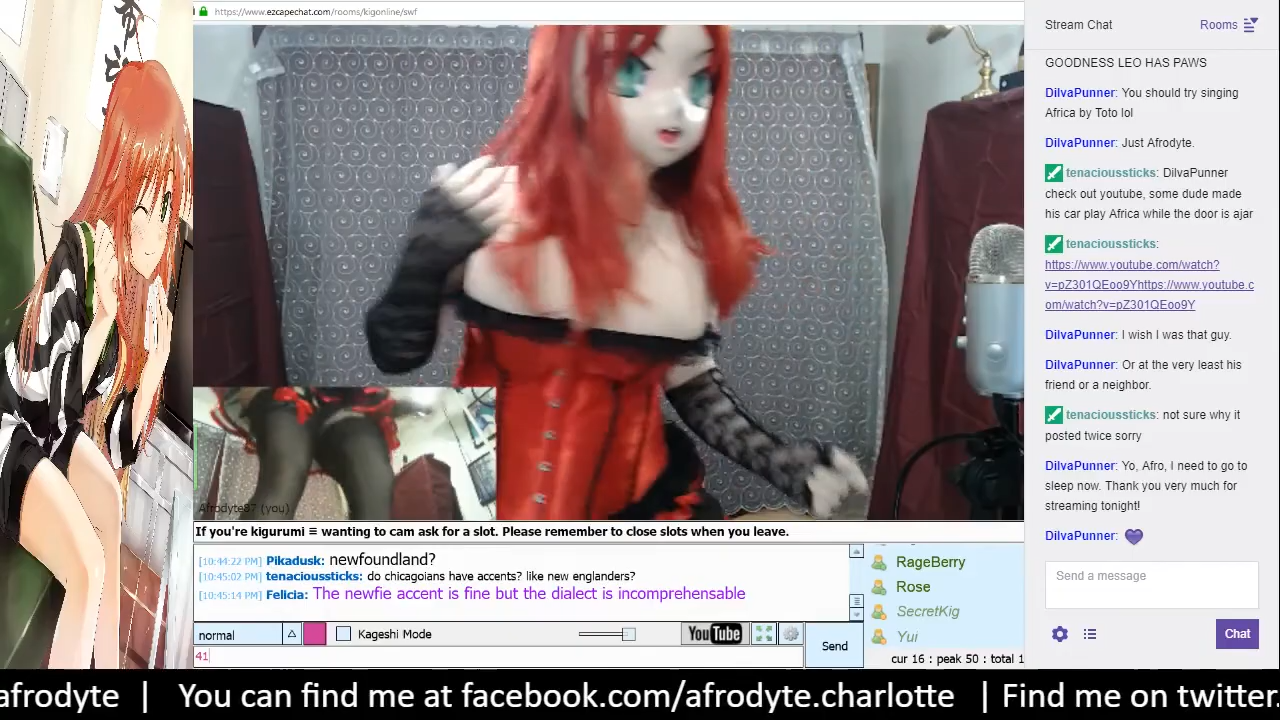 https://www.ezcapechat.com/rooms/kigonline/swf
Afrodyte87 (you)
If you're kigurumi ≡ wanting to cam ask for a slot. Please remember to close slots when you leave.
[10:44:22 PM] Pikadusk: newfoundland?
[10:45:02 PM] tenacioussticks: do chicagoians have accents? like new englanders?
[10:45:14 PM] Felicia: The newfie accent is fine but the dialect is incomprehensable
normal
Kageshi Mode
YouTube
Send
41
RageBerry
Rose
SecretKig
Yui
cur 16 : peak 50 : total 1
Stream Chat
Rooms
GOODNESS LEO HAS PAWS
DilvaPunner: You should try singing
Africa by Toto lol
DilvaPunner: Just Afrodyte.
tenacioussticks: DilvaPunner
check out youtube, some dude made
his car play Africa while the door is ajar
tenacioussticks:
https://www.youtube.com/watch?
v=pZ301QEoo9Yhttps://www.youtube.c
om/watch?v=pZ301QEoo9Y
DilvaPunner: I wish I was that guy.
DilvaPunner: Or at the very least his
friend or a neighbor.
tenacioussticks: not sure why it
posted twice sorry
DilvaPunner: Yo, Afro, I need to go to
sleep now. Thank you very much for
streaming tonight!
DilvaPunner:
Send a message
Chat
afrodyte | You can find me at facebook.com/afrodyte.charlotte | Find me on twitter.